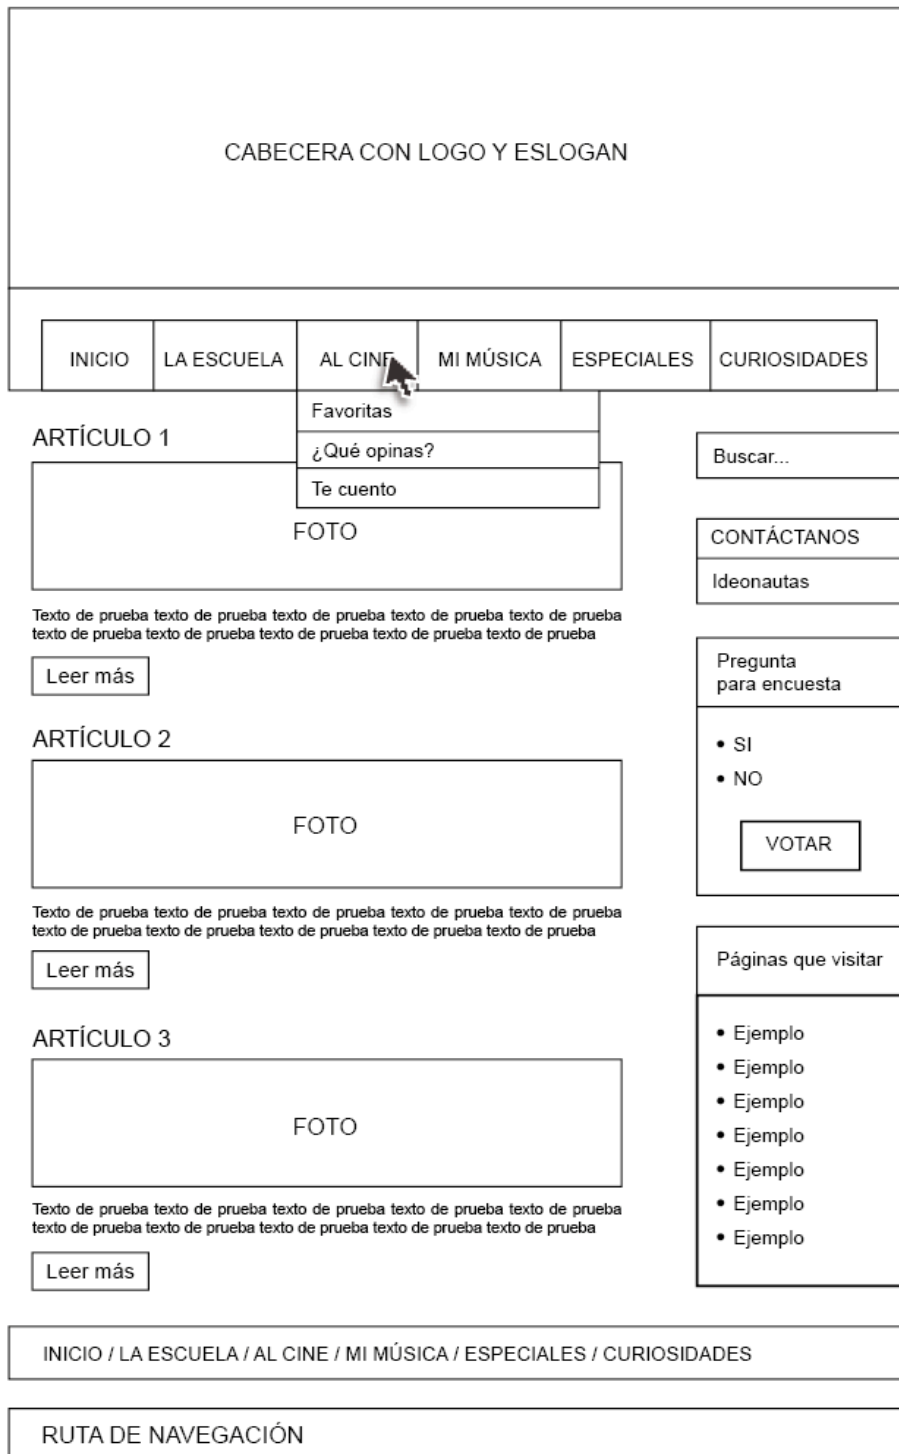 CABECERA CON LOGO Y ESLOGAN
INICIO
LA ESCUELA
AL CINE
MI MÚSICA
ESPECIALES
CURIOSIDADES
Favoritas
¿Qué opinas?
Te cuento
ARTÍCULO 1
FOTO
Texto de prueba texto de prueba texto de prueba texto de prueba texto de prueba
texto de prueba texto de prueba texto de prueba texto de prueba texto de prueba
Leer más
ARTÍCULO 2
FOTO
Texto de prueba texto de prueba texto de prueba texto de prueba texto de prueba
texto de prueba texto de prueba texto de prueba texto de prueba texto de prueba
Leer más
ARTÍCULO 3
FOTO
Texto de prueba texto de prueba texto de prueba texto de prueba texto de prueba
texto de prueba texto de prueba texto de prueba texto de prueba texto de prueba
Leer más
Buscar...
CONTÁCTANOS
Ideonautas
Pregunta
para encuesta
• SI
• NO
VOTAR
Páginas que visitar
• Ejemplo
• Ejemplo
• Ejemplo
• Ejemplo
• Ejemplo
• Ejemplo
• Ejemplo
INICIO / LA ESCUELA / AL CINE / MI MÚSICA / ESPECIALES / CURIOSIDADES
RUTA DE NAVEGACIÓN